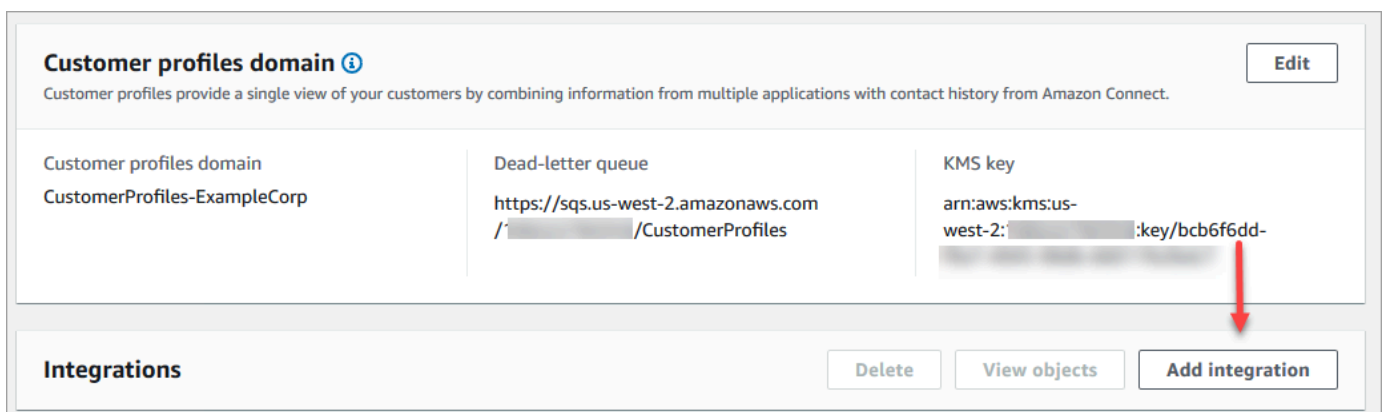 Customer profiles domain
Edit
Customer profiles provide a single view of your customers by combining information from multiple applications with contact history from Amazon Connect.
Customer profiles domain
CustomerProfiles-ExampleCorp
Dead-letter queue
https://sqs.us-west-2.amazonaws.com
/ /CustomerProfiles
KMS key
arn:aws:kms:us-
west-2: :key/bcb6f6dd-
Integrations
Delete
View objects
Add integration